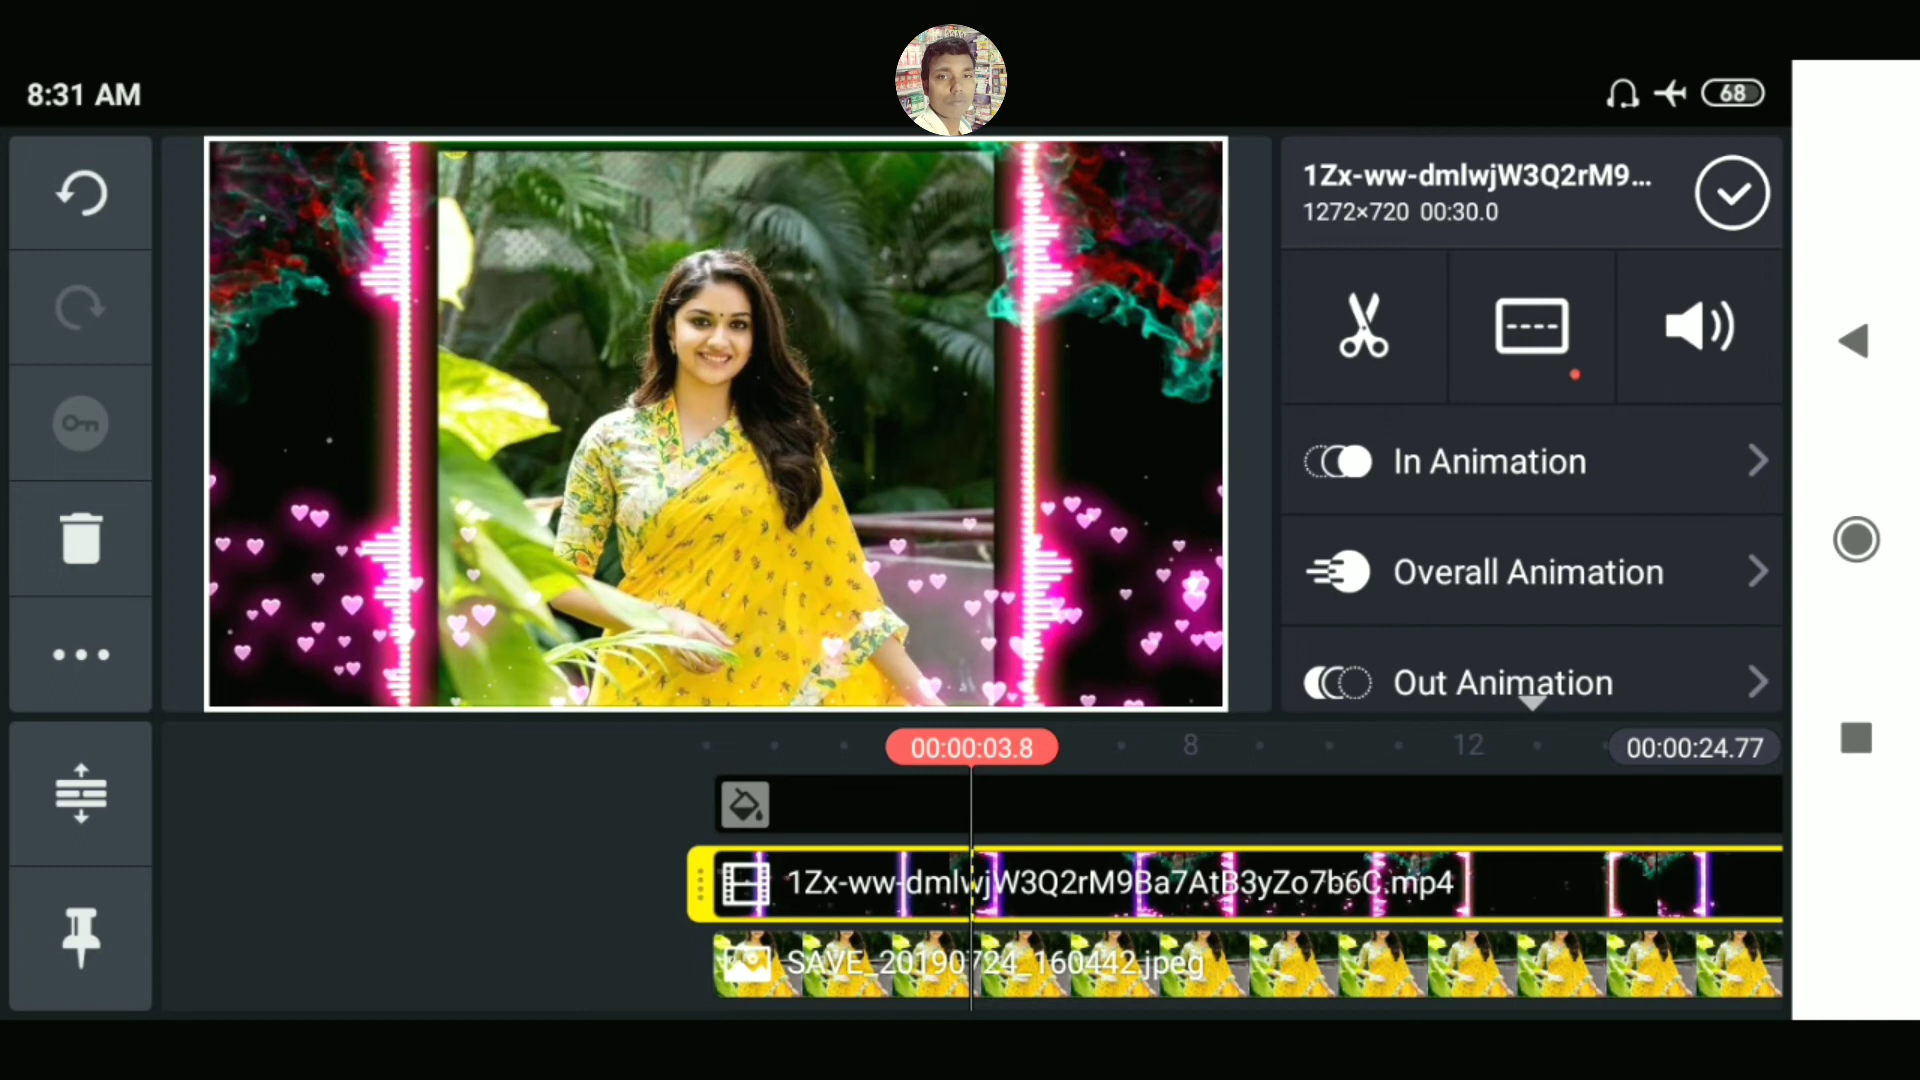 8:31 AM
68
1Zx-ww-dmlwjW3Q2rM9...
1272×720 00:30.0
In Animation
Overall Animation
Out Animation
00:00:03.8
8
12
00:00:24.77
1Zx-ww-dmlwjW3Q2rM9Ba7AtB3yZo7b6C.mp4
SAVE_20190724_160442.jpeg